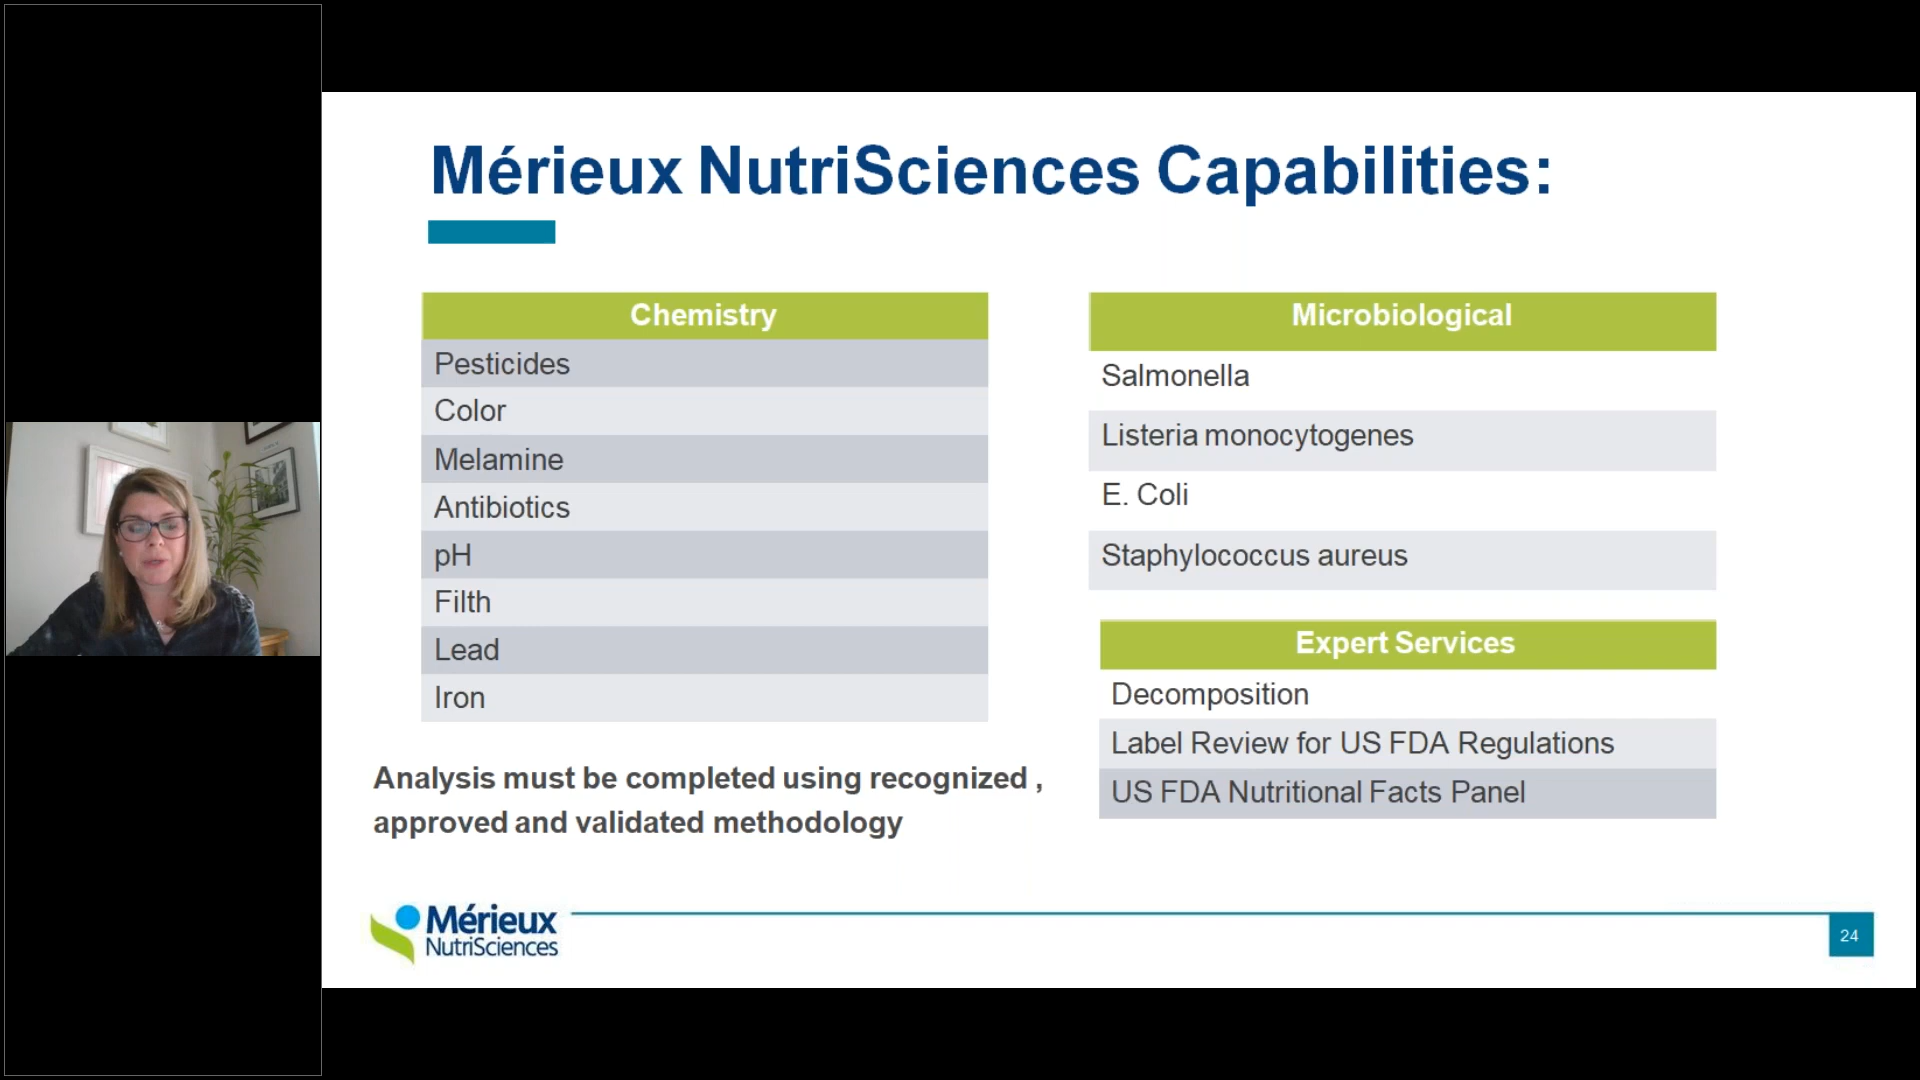 Mérieux NutriSciences Capabilities:
Chemistry
Pesticides
Color
Melamine
Antibiotics
pH
Filth
Lead
Iron
Analysis must be completed using recognized ,
approved and validated methodology
Microbiological
Salmonella
Listeria monocytogenes
E. Coli
Staphylococcus aureus
Expert Services
Decomposition
Label Review for US FDA Regulations
US FDA Nutritional Facts Panel
Mérieux
NutriSciences
24